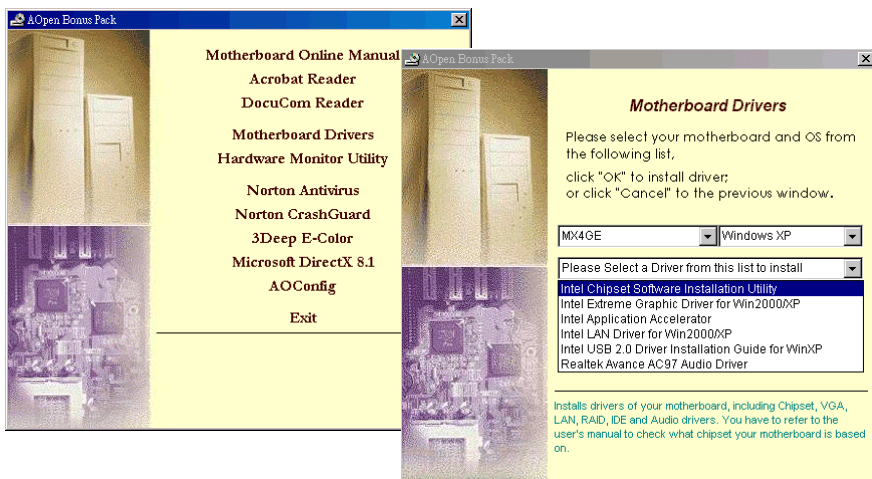 AOpen Bonus Pack
Motherboard Online Manual
Acrobat Reader
DocuCom Reader
Motherboard Drivers
Hardware Monitor Utility
Norton Antivirus
Norton CrashGuard
3Deep E-Color
Microsoft DirectX 8.1
AOConfig
Exit
AOpen Bonus Pack
Motherboard Drivers
Please select your motherboard and OS from
the following list,
click "OK" to install driver;
or click "Cancel" to the previous window.
MX4GE
Windows XP
Please Select a Driver from this list to install
Intel Chipset Software Installation Utility
Intel Extreme Graphic Driver for Win2000/XP
Intel Application Accelerator
Intel LAN Driver for Win2000/XP
Intel USB 2.0 Driver Installation Guide for WinXP
Realtek Avance AC97 Audio Driver
Installs drivers of your motherboard, including Chipset, VGA,
LAN, RAID, IDE and Audio drivers. You have to refer to the
user's manual to check what chipset your motherboard is based
on.